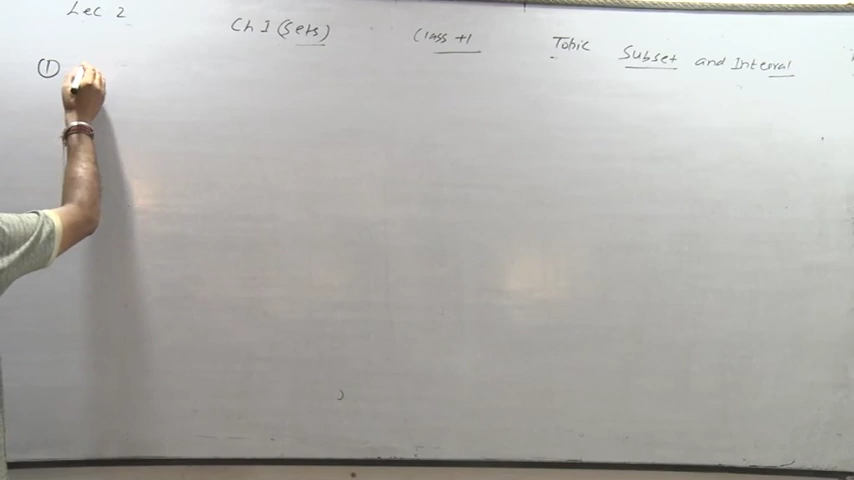 Lec 2 Ch 1 (Sets) Class +1 Topic Subset and Interval
①